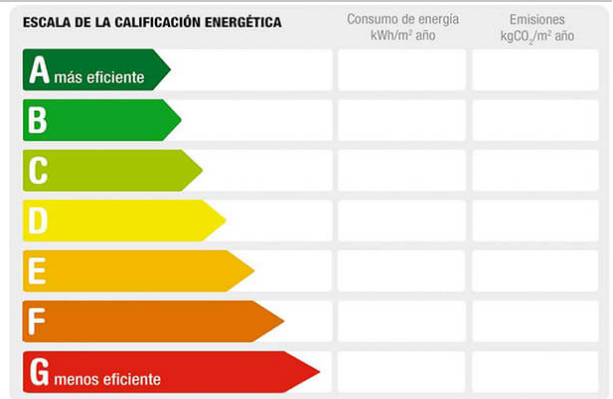 ESCALA DE LA CALIFICACIÓN ENERGÉTICA
Consumo de energía
kWh/m² año
Emisiones
kgCO₂/m² año
A más eficiente
B
C
D
E
F
G menos eficiente